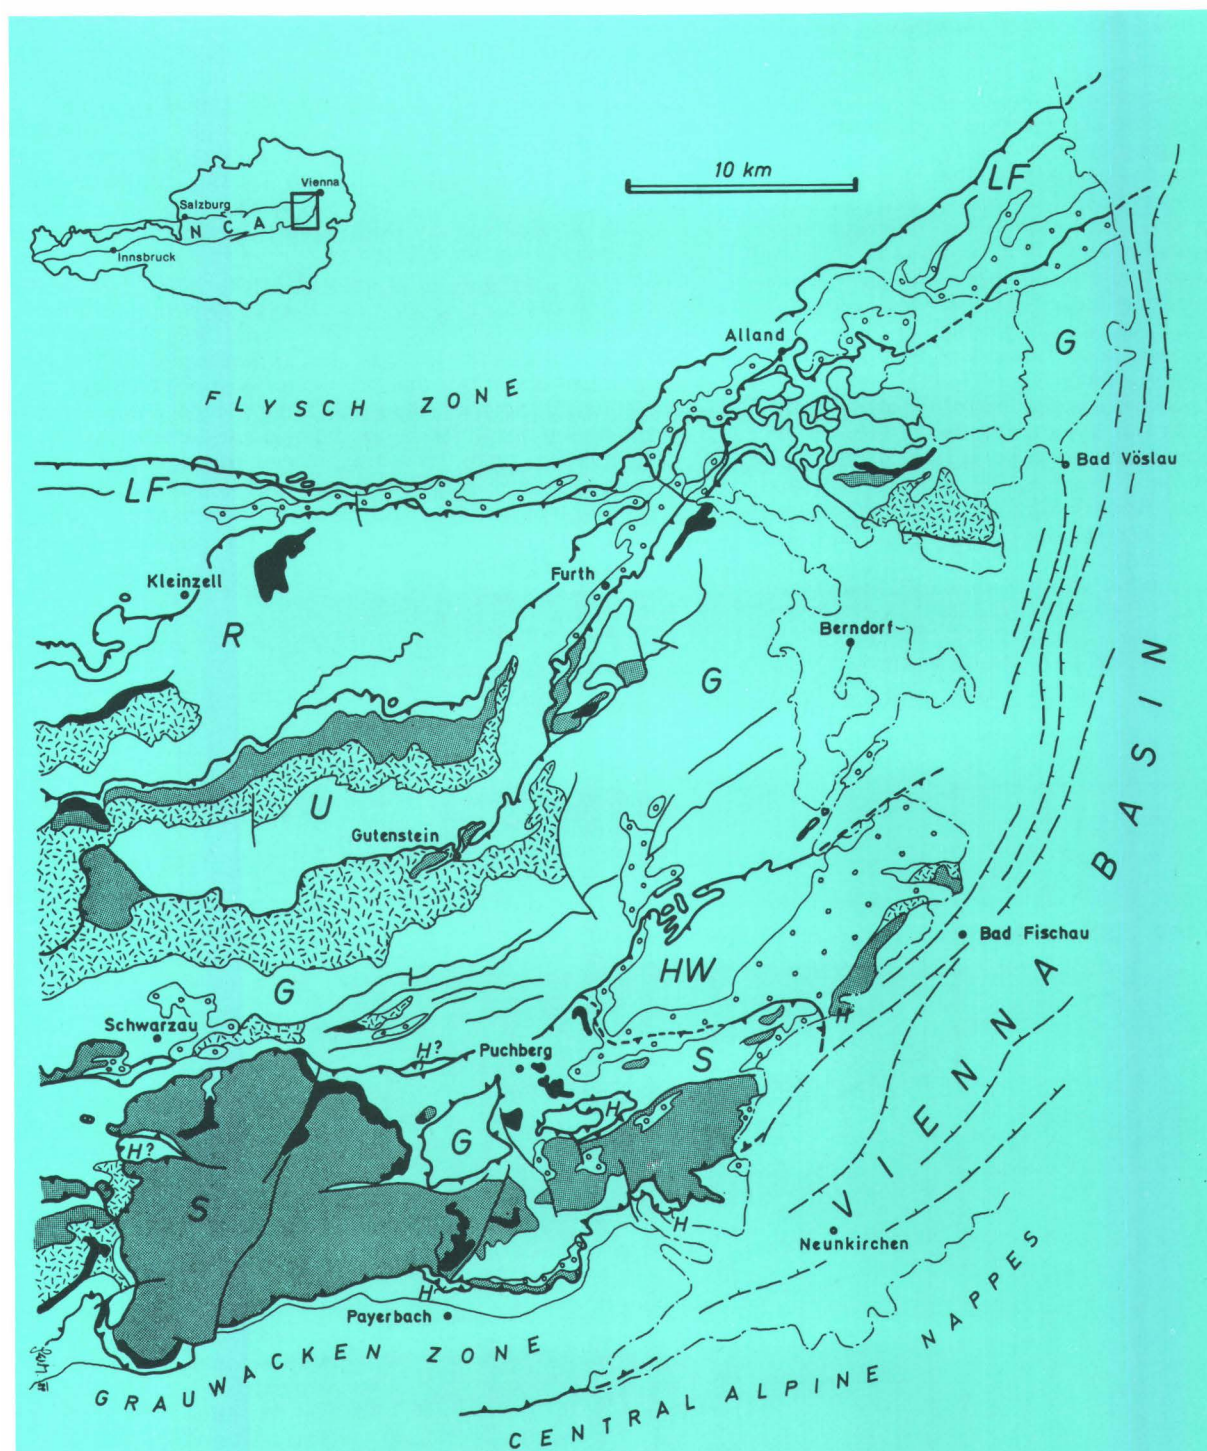 10 km
LF
Vienna
Salzburg
N C A
Innsbruck
Alland
G
FLYSCH ZONE
Bad Vöslau
LF
Kleinzell
Furth
R
Berndorf
G
U
Gutenstein
VIENNA BASIN
Bad Fischau
HW
G
Schwarzau
H
H?
Puchberg
S
H
G
H?
S
H
Neunkirchen
H
Payerbach
GRAUWACKEN ZONE
CENTRAL ALPINE NAPPES